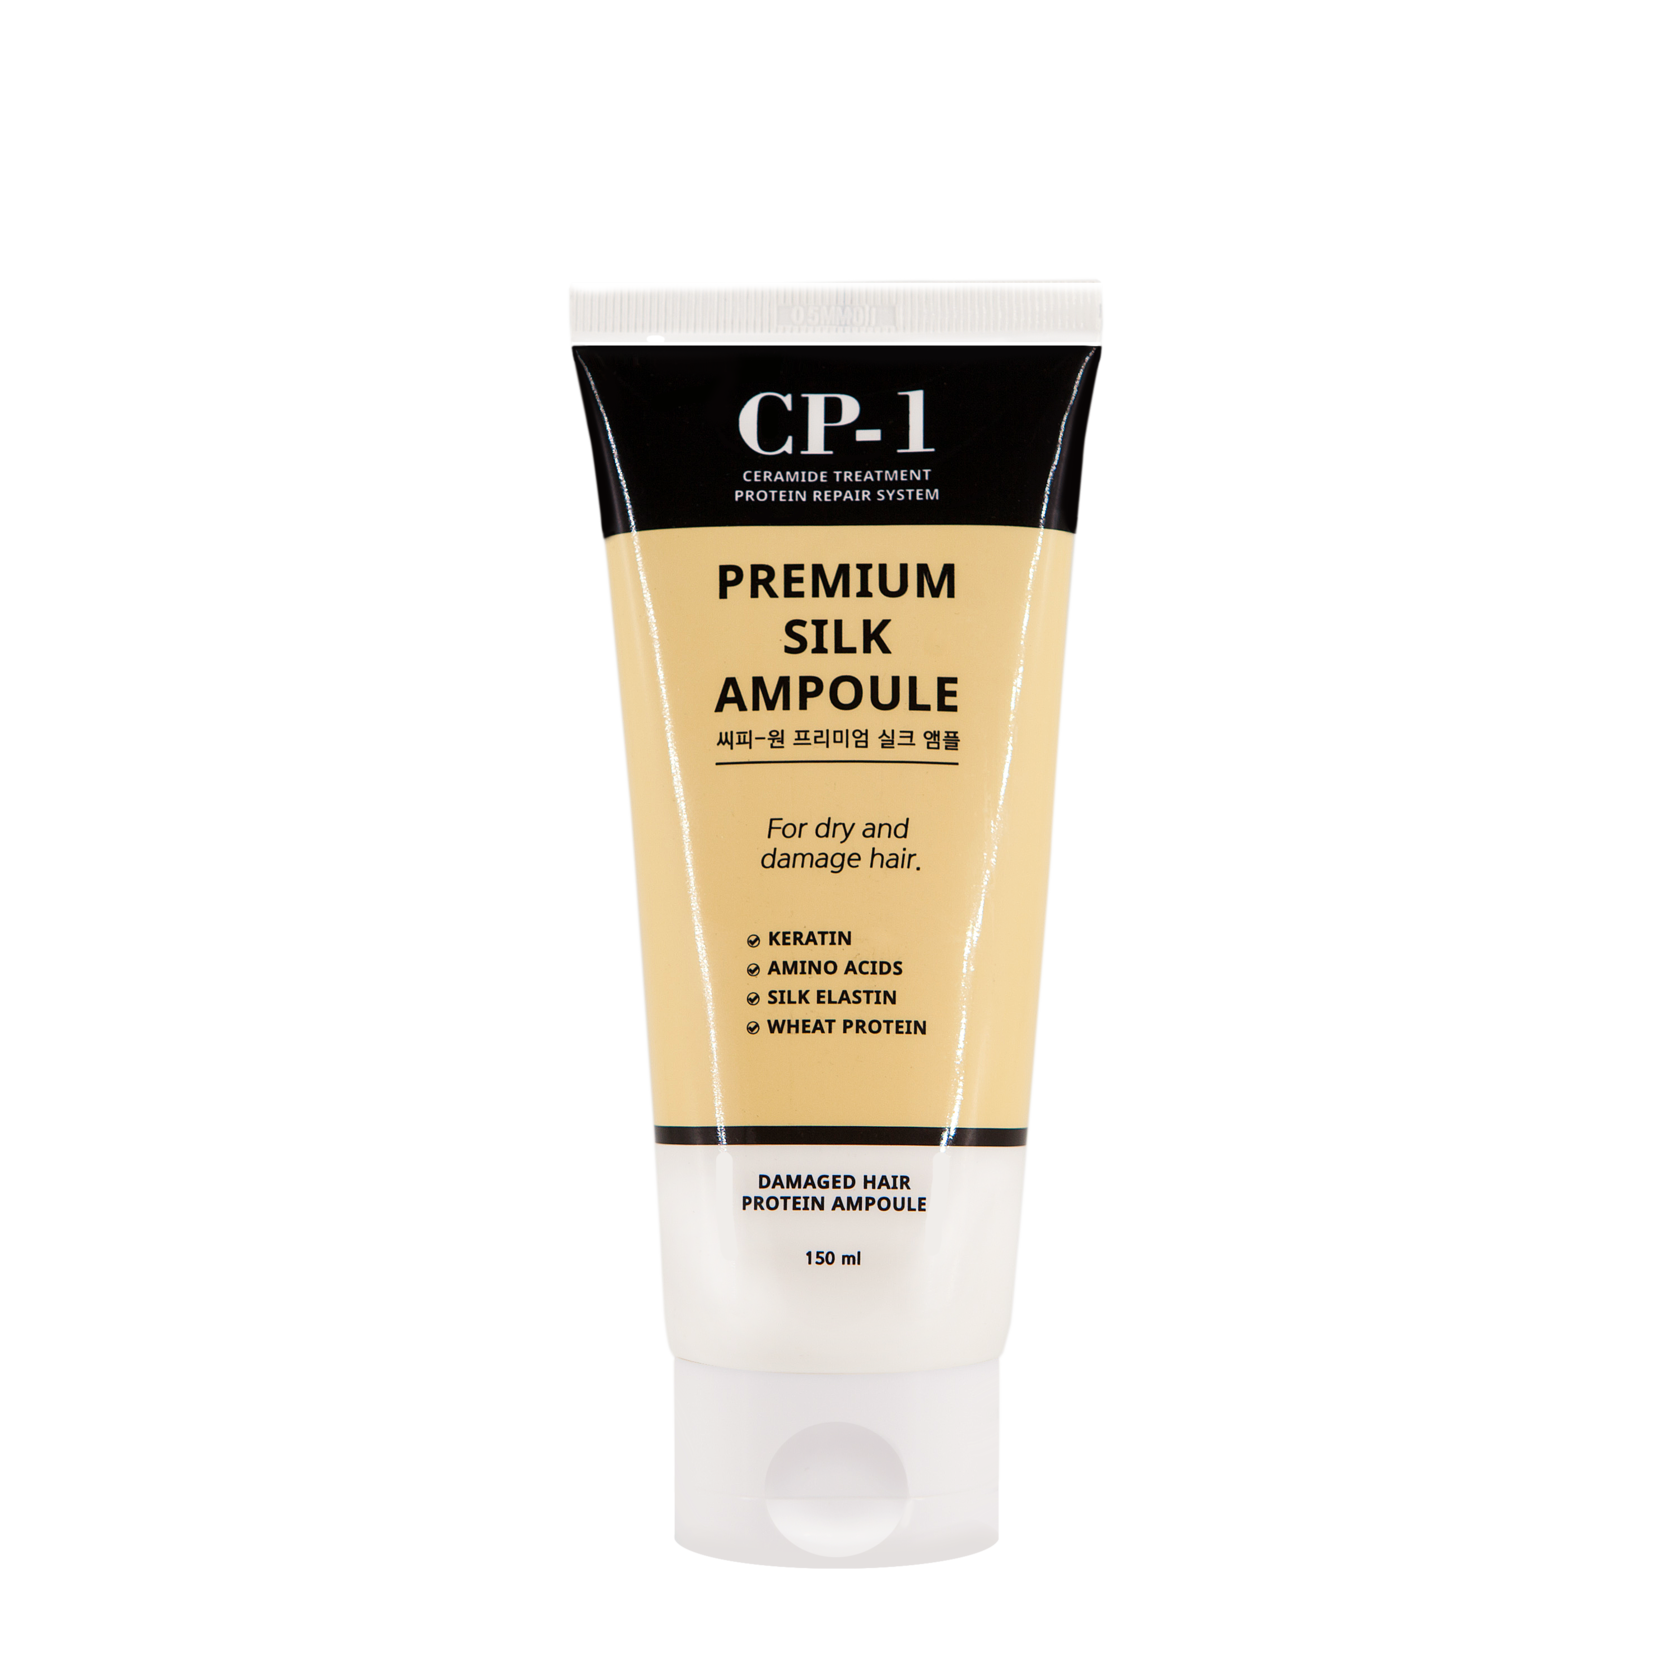 CP-1
CERAMIDE TREATMENT
PROTEIN REPAIR SYSTEM
PREMIUM
SILK
AMPOULE
씨피-원 프리미엄 실크 앰플
For dry and
damage hair.
KERATIN
AMINO ACIDS
SILK ELASTIN
WHEAT PROTEIN
DAMAGED HAIR
PROTEIN AMPOULE
150 ml